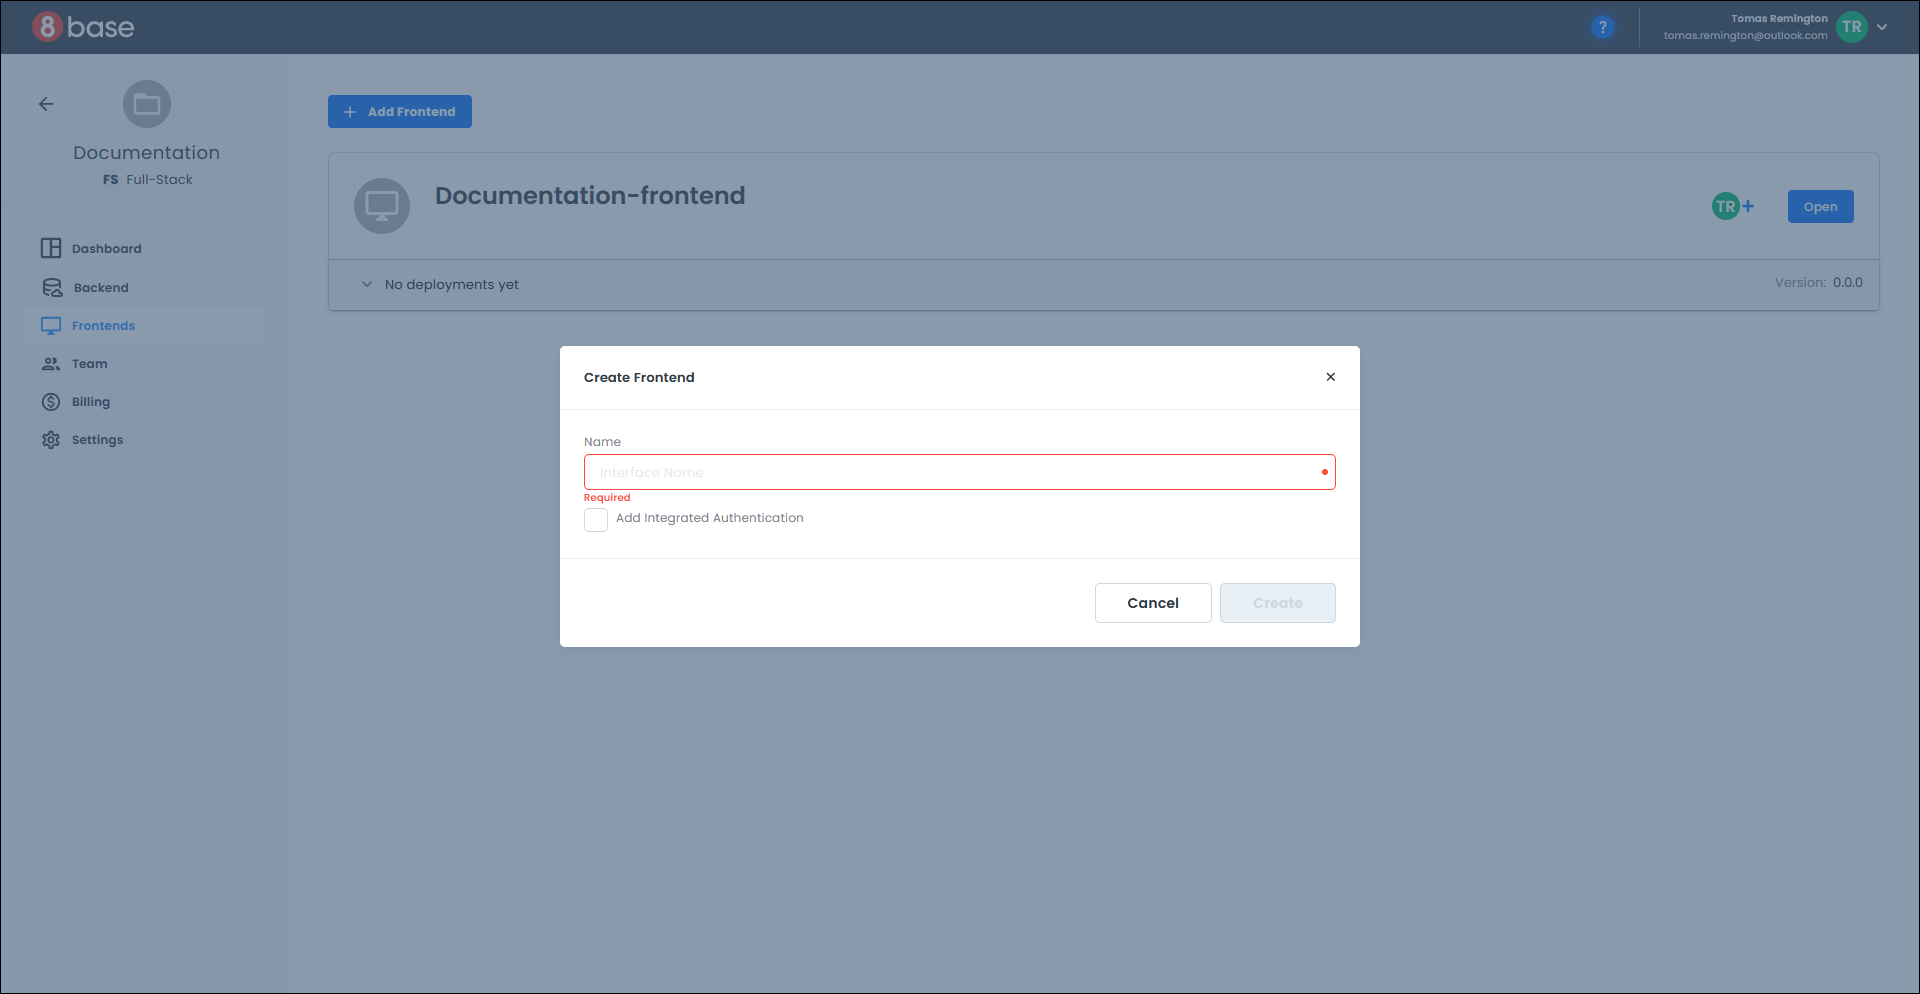 8base
?
Tomas Remington
tomas.remington@outlook.com
TR
Documentation
FS Full-Stack
Dashboard
Backend
Frontends
Team
Billing
Settings
Add Frontend
Documentation-frontend
TR
Open
No deployments yet
Version: 0.0.0
Create Frontend
Name
Interface Name
Required
Add Integrated Authentication
Cancel
Create